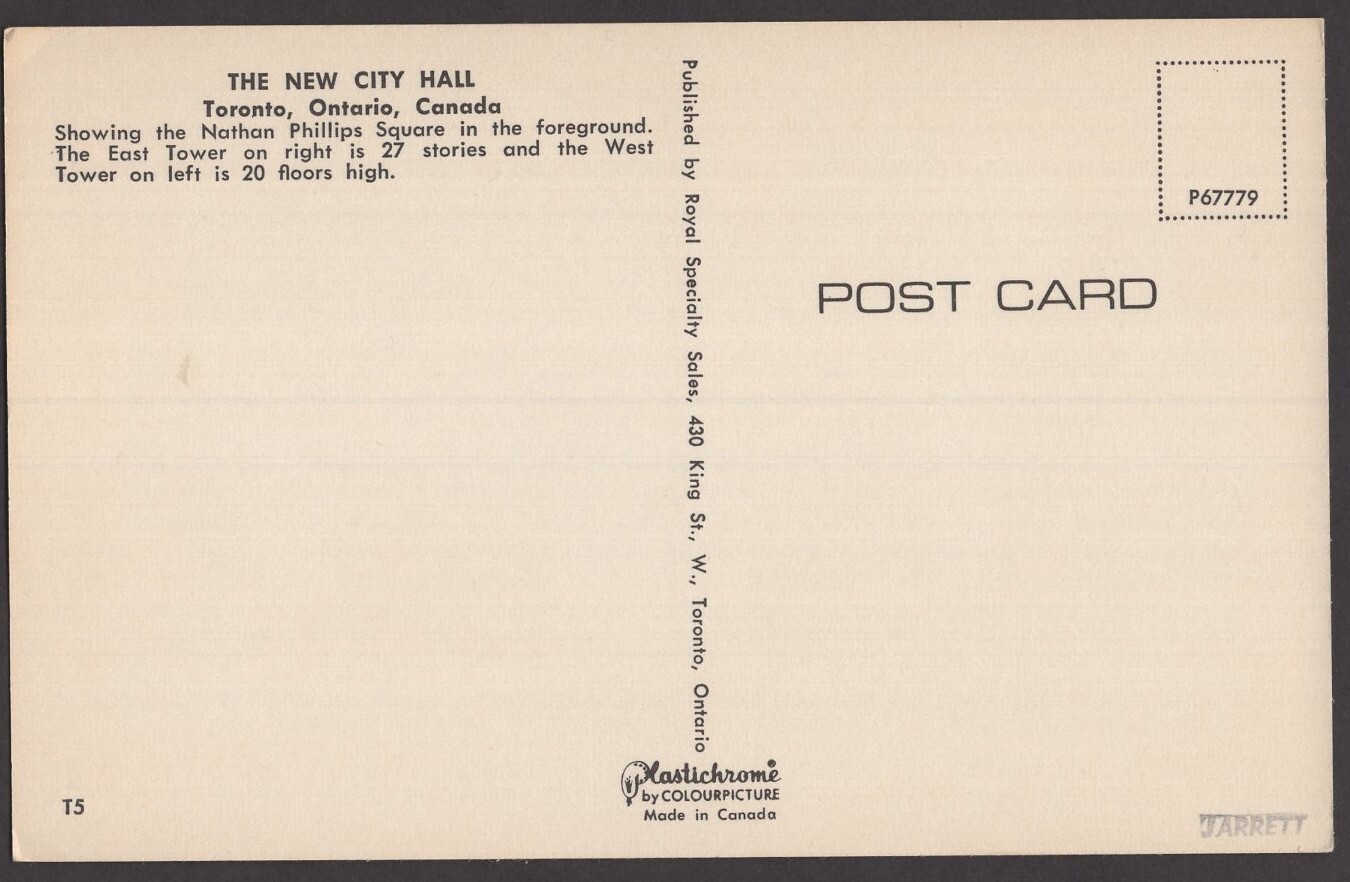 THE NEW CITY HALL
Toronto, Ontario, Canada
Showing the Nathan Phillips Square in the foreground.
The East Tower on right is 27 stories and the West
Tower on left is 20 floors high.
Published by Royal Specialty Sales, 430 King St., W., Toronto, Ontario
P67779
POST CARD
Plastichrome®
by COLOURPICTURE
Made in Canada
T5
JARRETT